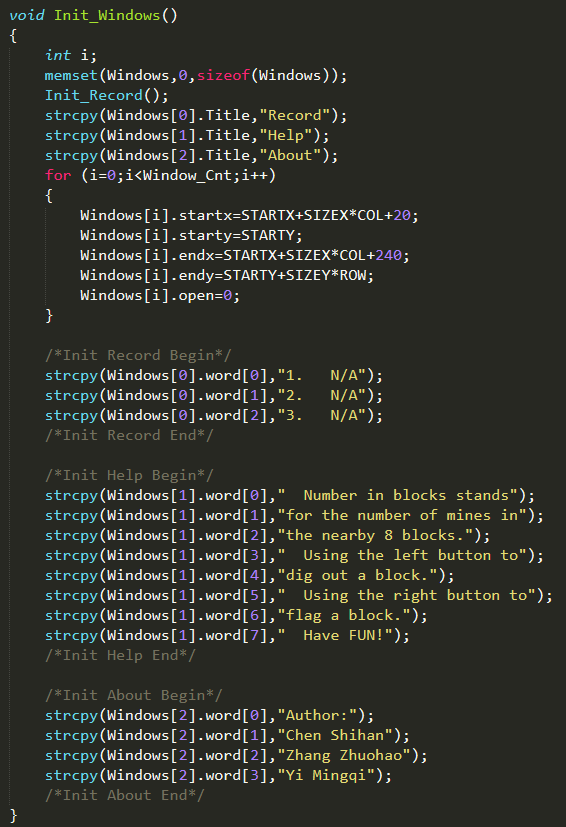 void Init_Windows()
{
    int i;
    memset(Windows,0,sizeof(Windows));
    Init_Record();
    strcpy(Windows[0].Title,"Record");
    strcpy(Windows[1].Title,"Help");
    strcpy(Windows[2].Title,"About");
    for (i=0;i<Window_Cnt;i++)
    {
        Windows[i].startx=STARTX+SIZEX*COL+20;
        Windows[i].starty=STARTY;
        Windows[i].endx=STARTX+SIZEX*COL+240;
        Windows[i].endy=STARTY+SIZEY*ROW;
        Windows[i].open=0;
    }

    /*Init Record Begin*/
    strcpy(Windows[0].word[0],"1.   N/A");
    strcpy(Windows[0].word[1],"2.   N/A");
    strcpy(Windows[0].word[2],"3.   N/A");
    /*Init Record End*/

    /*Init Help Begin*/
    strcpy(Windows[1].word[0],"  Number in blocks stands");
    strcpy(Windows[1].word[1],"for the number of mines in");
    strcpy(Windows[1].word[2],"the nearby 8 blocks.");
    strcpy(Windows[1].word[3],"  Using the left button to");
    strcpy(Windows[1].word[4],"dig out a block.");
    strcpy(Windows[1].word[5],"  Using the right button to");
    strcpy(Windows[1].word[6],"flag a block.");
    strcpy(Windows[1].word[7],"  Have FUN!");
    /*Init Help End*/

    /*Init About Begin*/
    strcpy(Windows[2].word[0],"Author:");
    strcpy(Windows[2].word[1],"Chen Shihan");
    strcpy(Windows[2].word[2],"Zhang Zhuohao");
    strcpy(Windows[2].word[3],"Yi Mingqi");
    /*Init About End*/
}